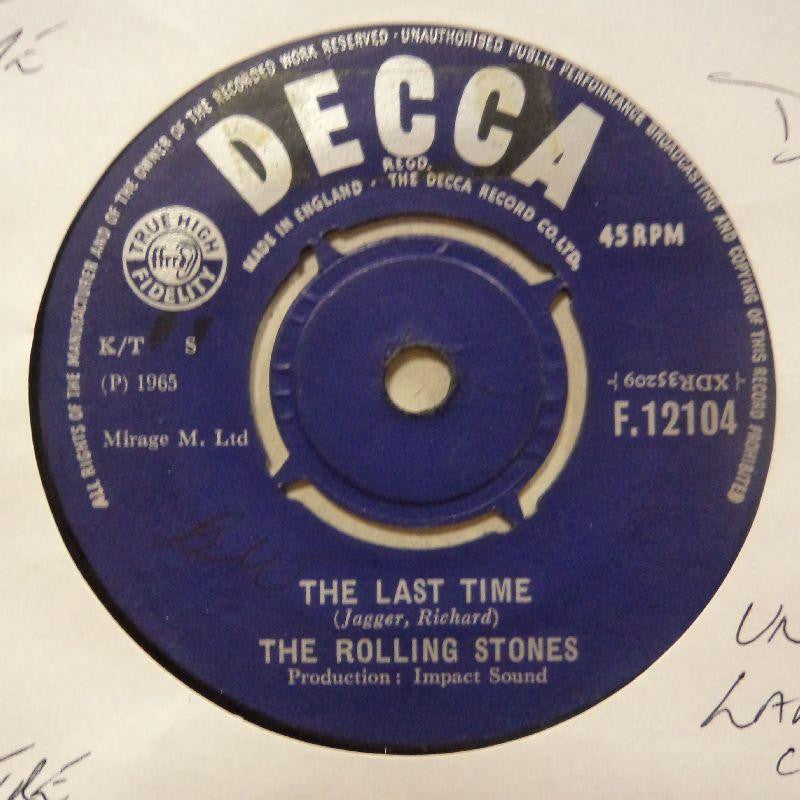 ALL RIGHTS OF THE MANUFACTURER AND OF THE OWNER OF THE RECORDED WORK RESERVED · UNAUTHORISED PUBLIC PERFORMANCE BROADCASTING AND COPYING OF THIS RECORD PROHIBITED
DECCA
REGD.
MADE IN ENGLAND · THE DECCA RECORD CO. LTD.
TRUE HIGH
ffrr
FIDELITY
45 RPM
K/T S
(P) 1965
Mirage M. Ltd
XDR35209
F.12104
THE LAST TIME
(Jagger, Richard)
THE ROLLING STONES
Production: Impact Sound
UN